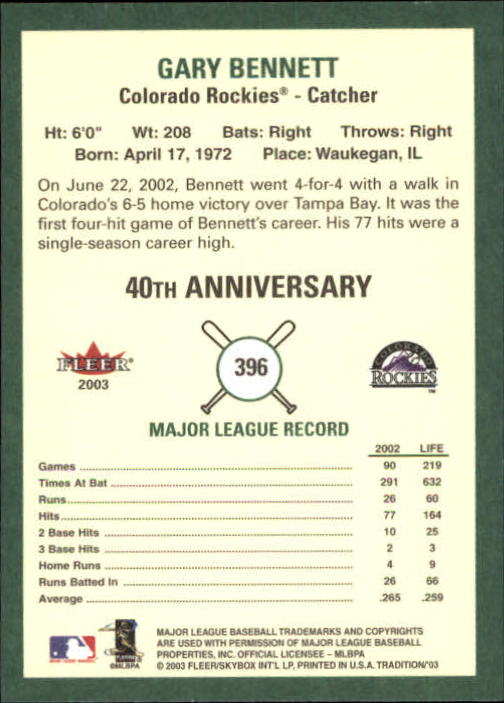 GARY BENNETT
Colorado Rockies® - Catcher
Ht: 6'0" Wt: 208 Bats: Right Throws: Right
Born: April 17, 1972 Place: Waukegan, IL
On June 22, 2002, Bennett went 4-for-4 with a walk in
Colorado's 6-5 home victory over Tampa Bay. It was the
first four-hit game of Bennett's career. His 77 hits were a
single-season career high.
40TH ANNIVERSARY
FLEER®
2003
396
COLORADO
ROCKIES
™
MAJOR LEAGUE RECORD
2002 LIFE
Games 90 219
Times At Bat 291 632
Runs 26 60
Hits 77 164
2 Base Hits 10 25
3 Base Hits 2 3
Home Runs 4 9
Runs Batted In 26 66
Average .265 .259
©MLBPA
MAJOR LEAGUE BASEBALL TRADEMARKS AND COPYRIGHTS
ARE USED WITH PERMISSION OF MAJOR LEAGUE BASEBALL
PROPERTIES, INC. OFFICIAL LICENSEE - MLBPA
© 2003 FLEER/SKYBOX INT'L LP, PRINTED IN U.S.A. TRADITION'03